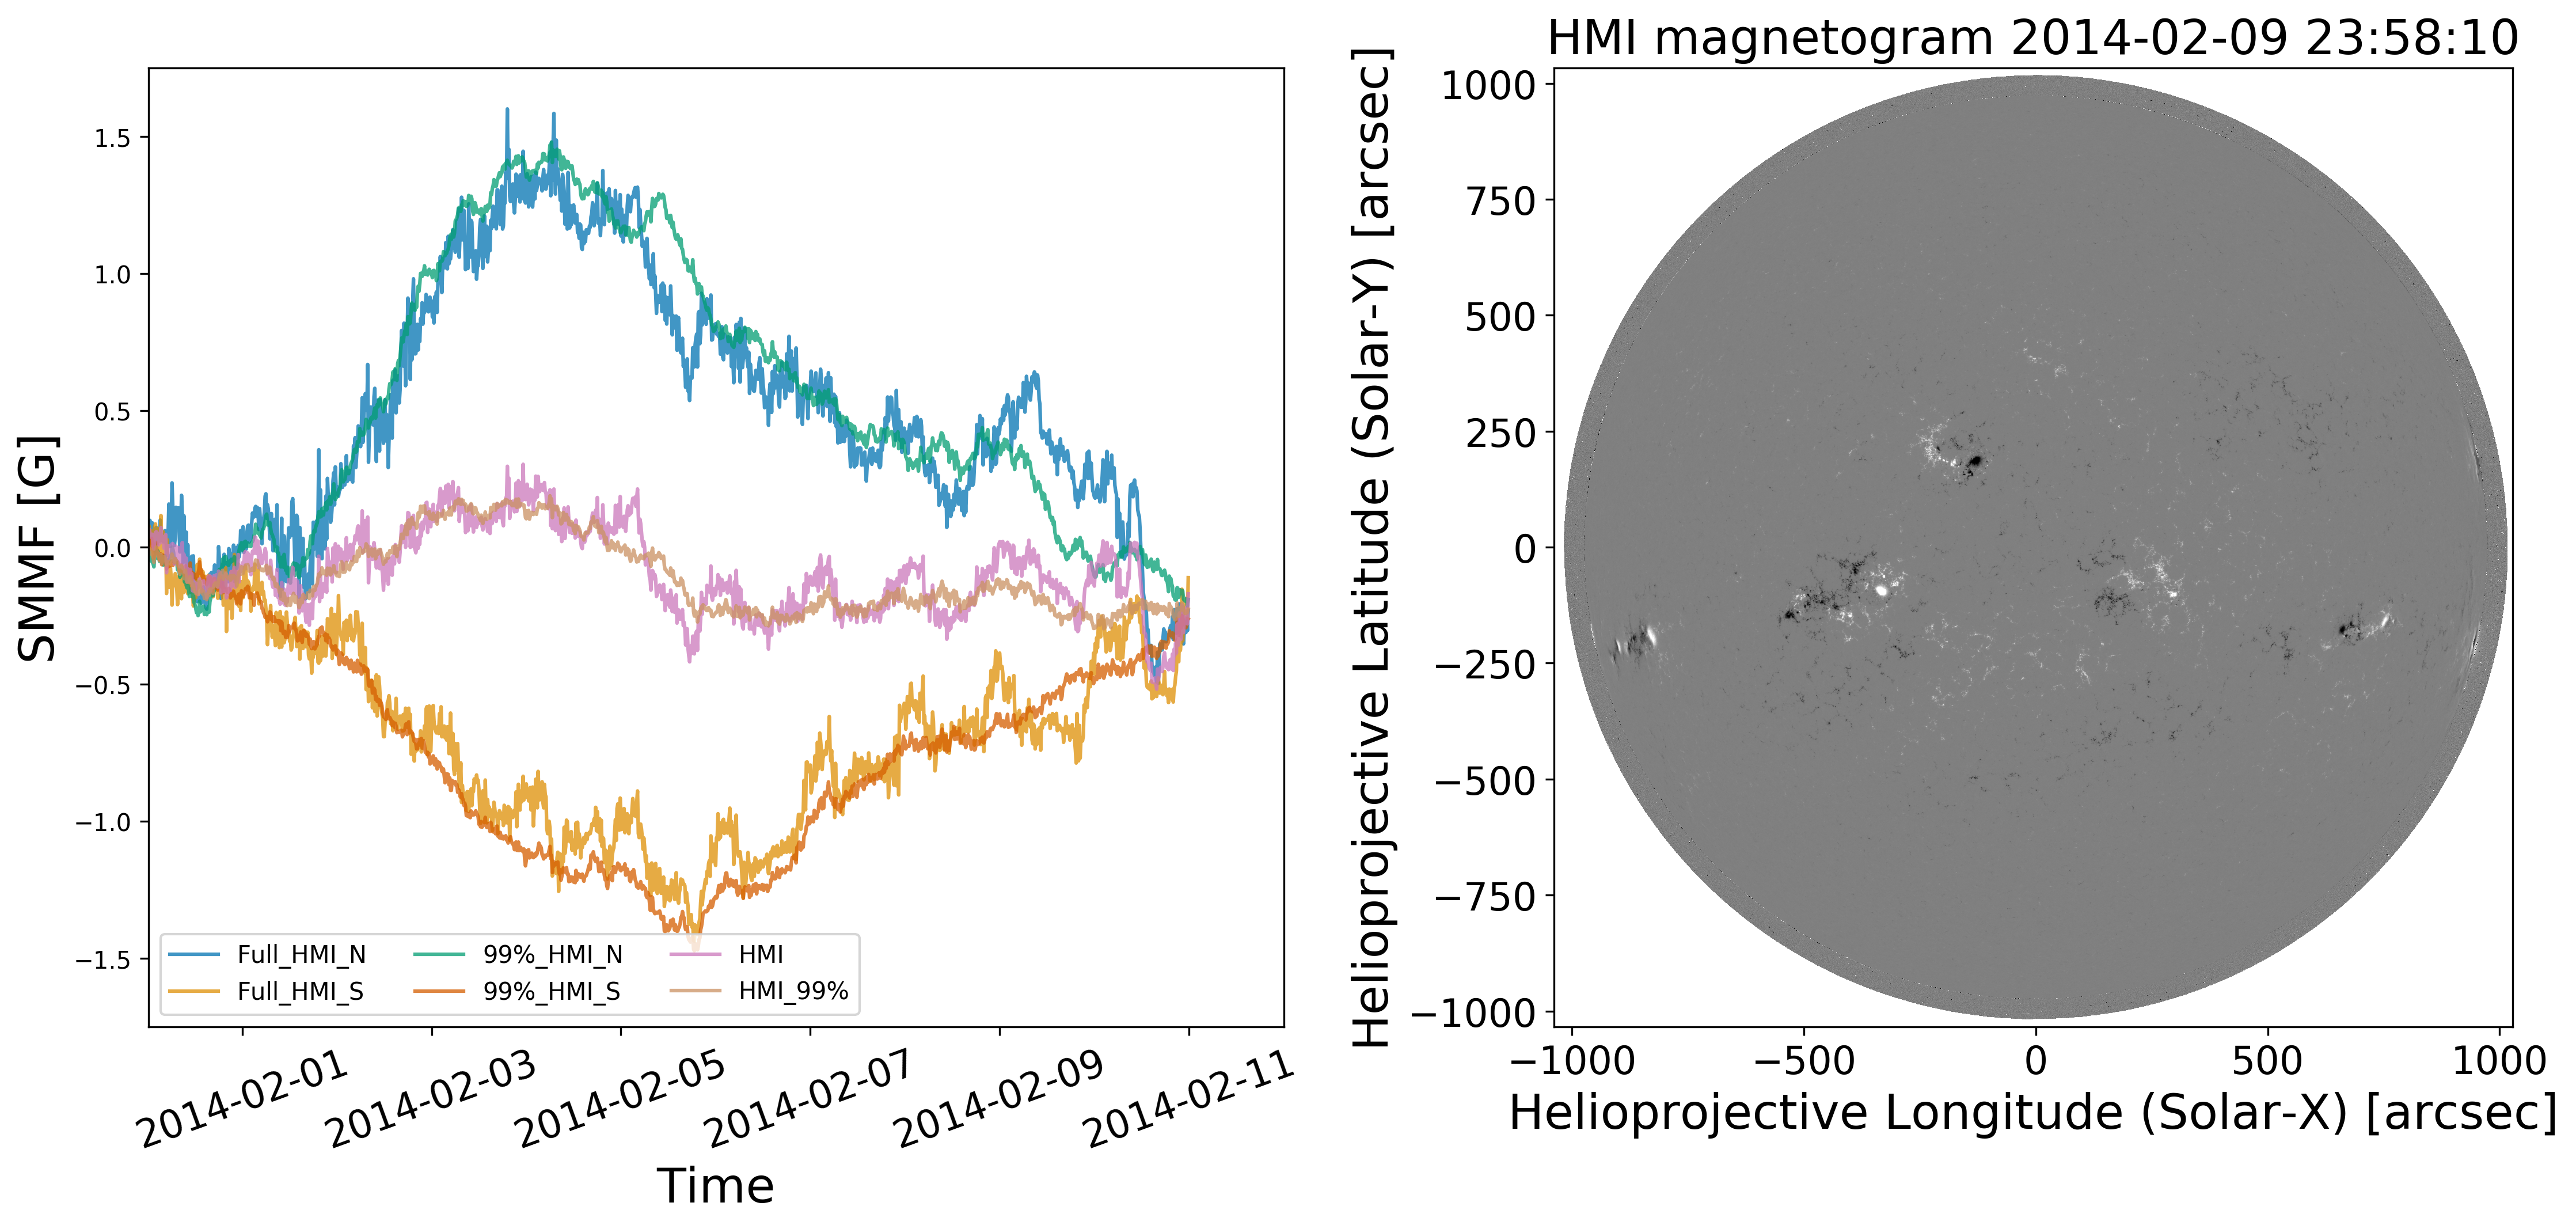 HMI magnetogram 2014-02-09 23:58:10
SMMF [G]
1.5
1.0
0.5
0.0
−0.5
−1.0
−1.5
Full_HMI_N 99%_HMI_N HMI
Full_HMI_S 99%_HMI_S HMI_99%
2014-02-01 2014-02-03 2014-02-05 2014-02-07 2014-02-09 2014-02-11
Time
Helioprojective Latitude (Solar-Y) [arcsec]
1000
750
500
250
0
−250
−500
−750
−1000
−1000 −500 0 500 1000
Helioprojective Longitude (Solar-X) [arcsec]